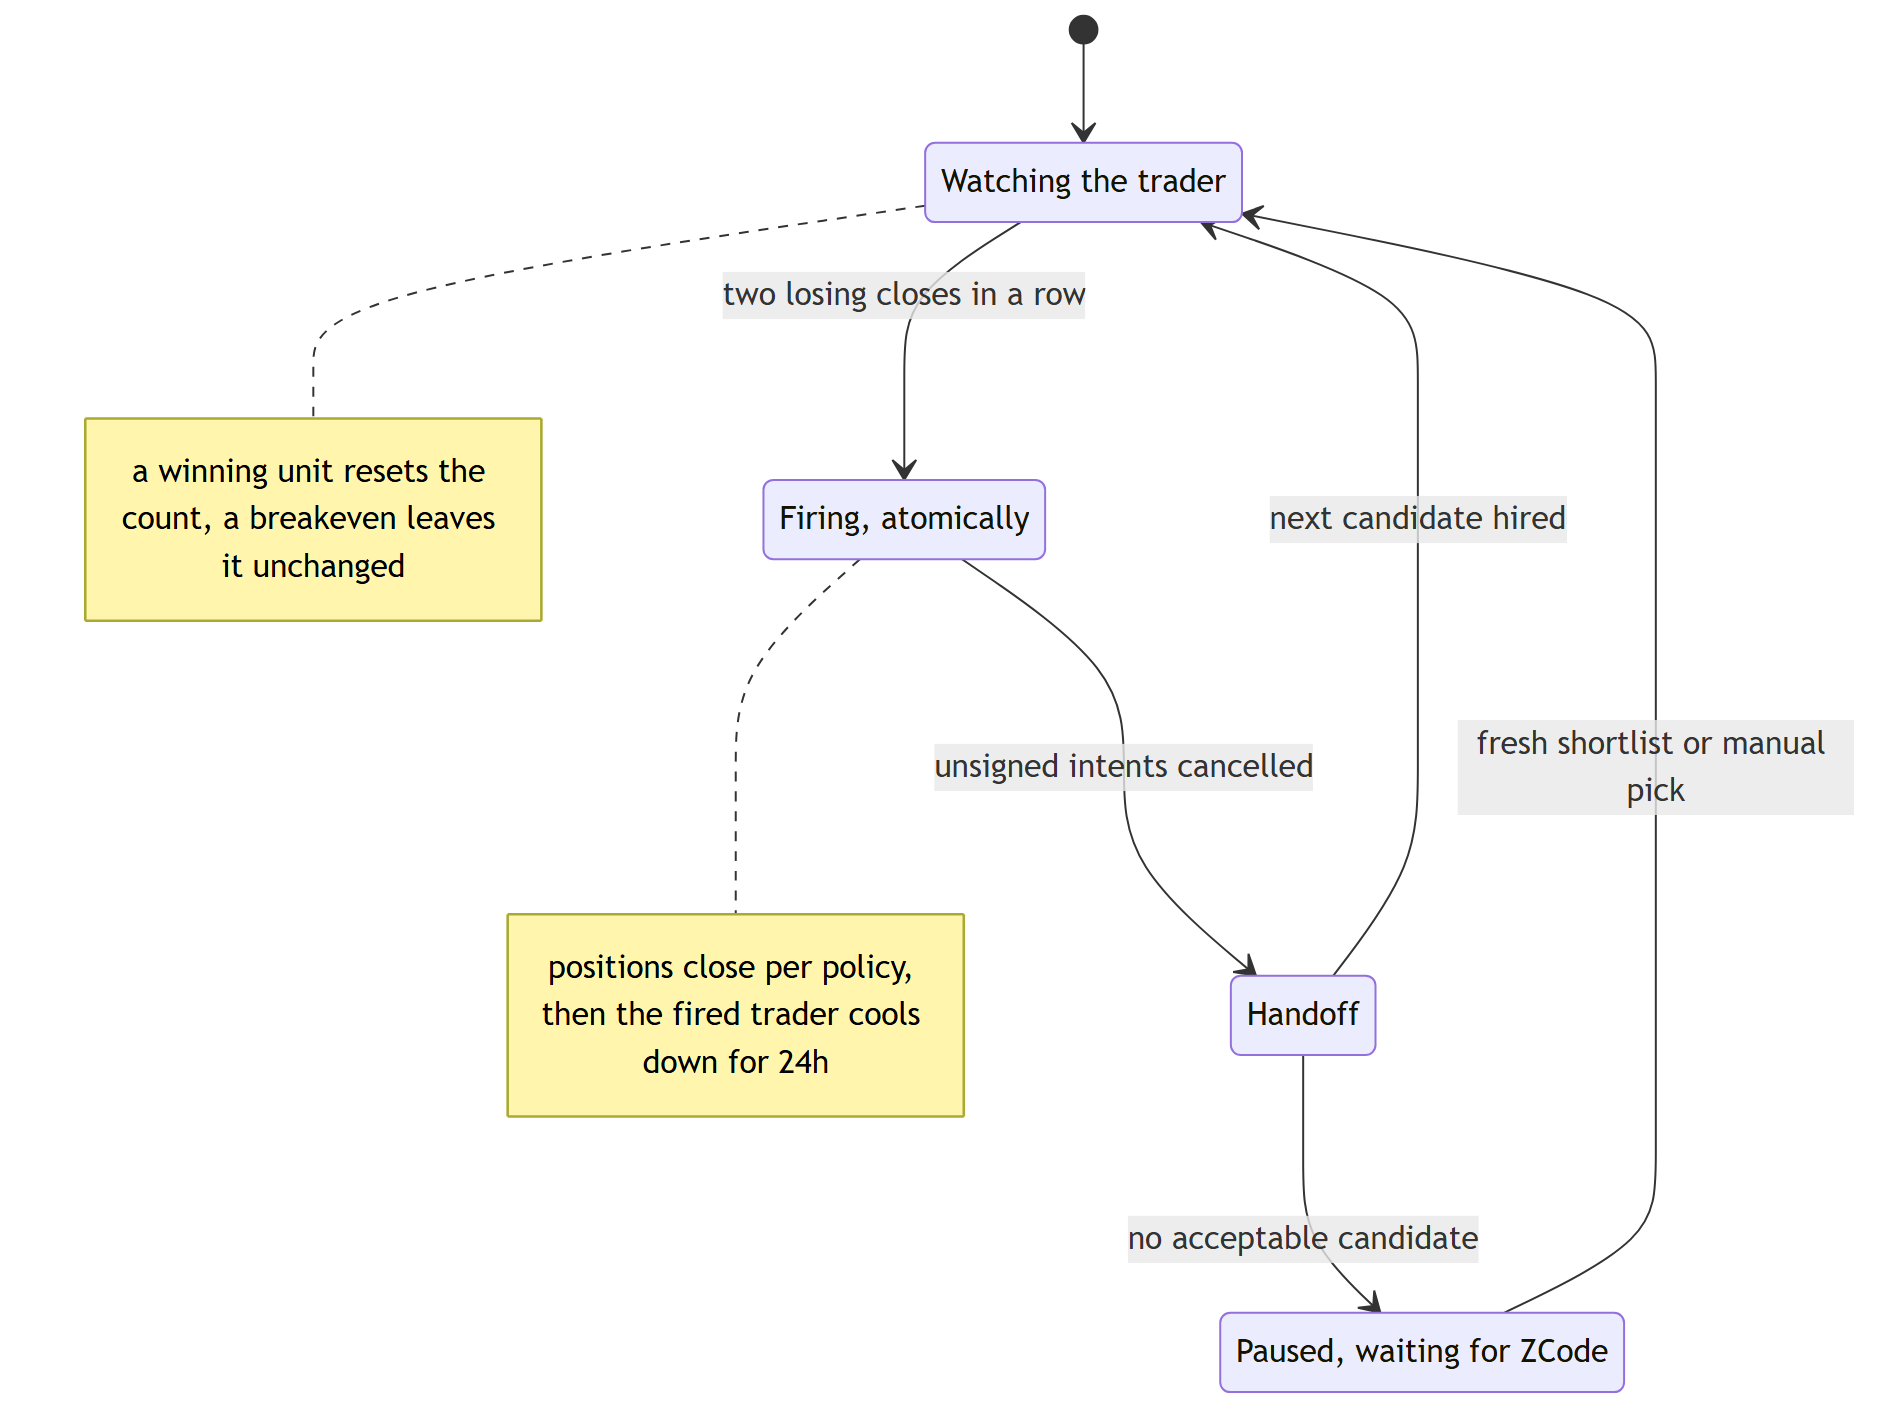 Watching the trader
two losing closes in a row
a winning unit resets the
count, a breakeven leaves
it unchanged
Firing, atomically
next candidate hired
unsigned intents cancelled
fresh shortlist or manual
pick
positions close per policy,
then the fired trader cools
down for 24h
Handoff
no acceptable candidate
Paused, waiting for ZCode